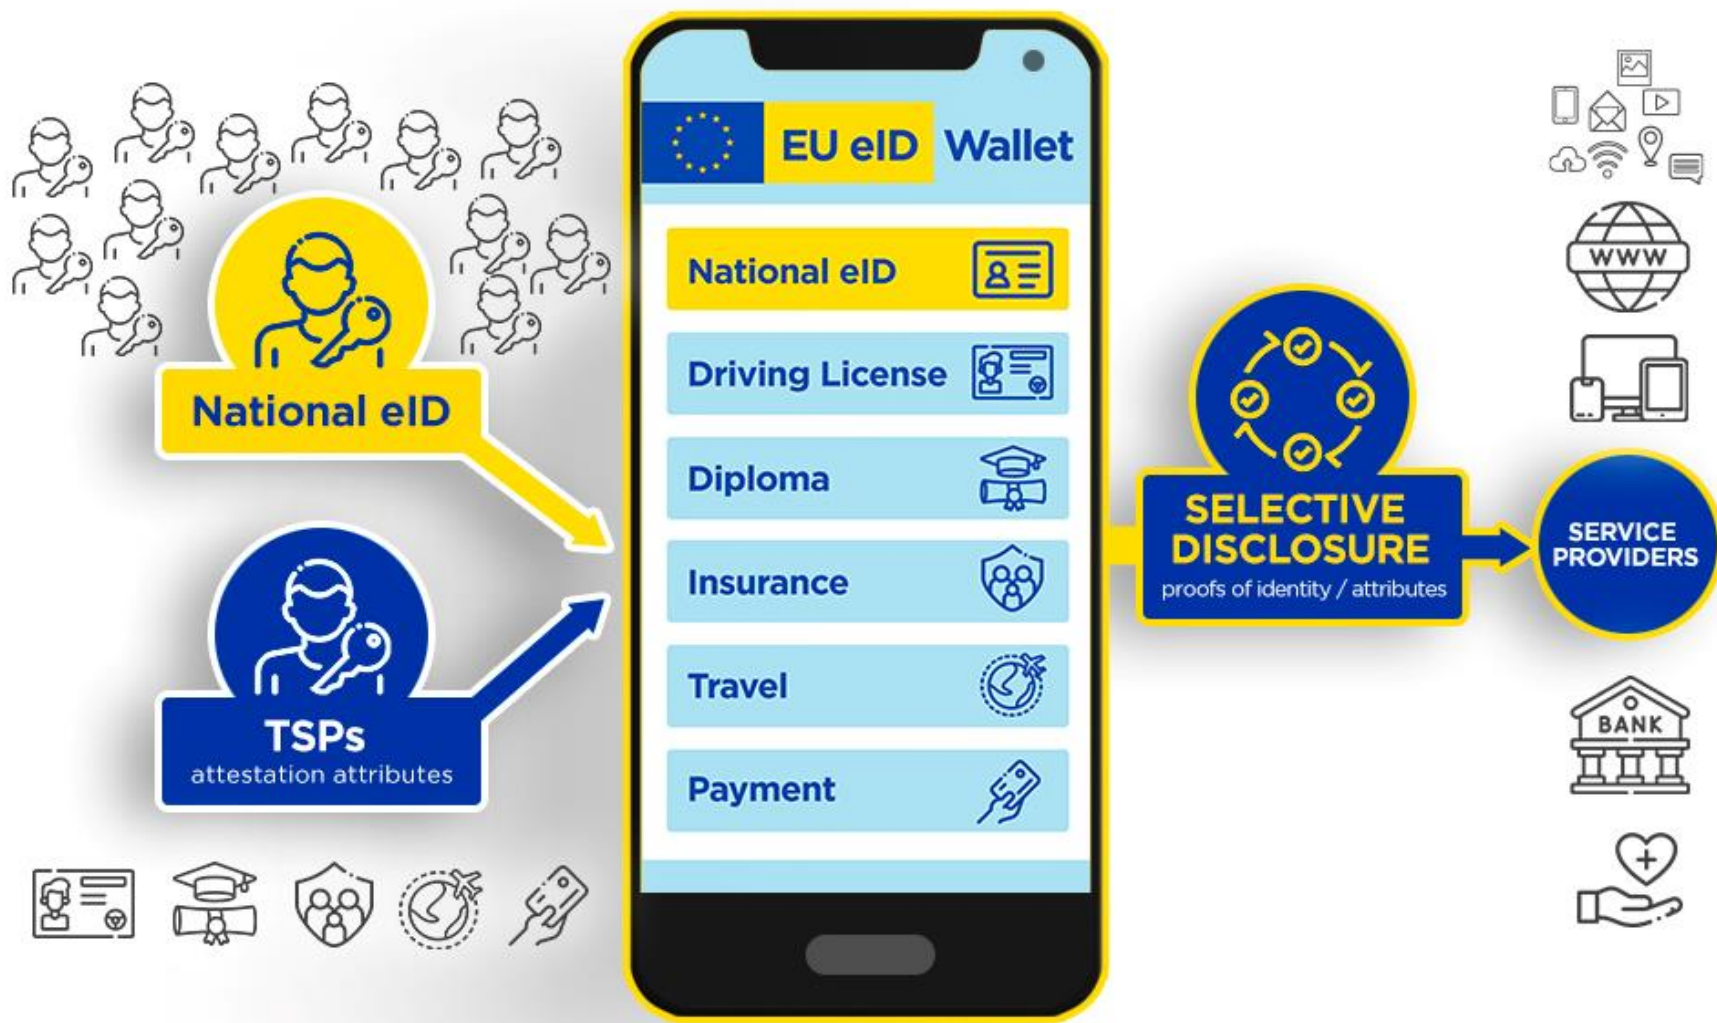 EU eID Wallet
National eID
Driving License
Diploma
Insurance
Travel
Payment
National eID
TSPs
attestation attributes
SELECTIVE
DISCLOSURE
proofs of identity / attributes
WWW
SERVICE
PROVIDERS
BANK